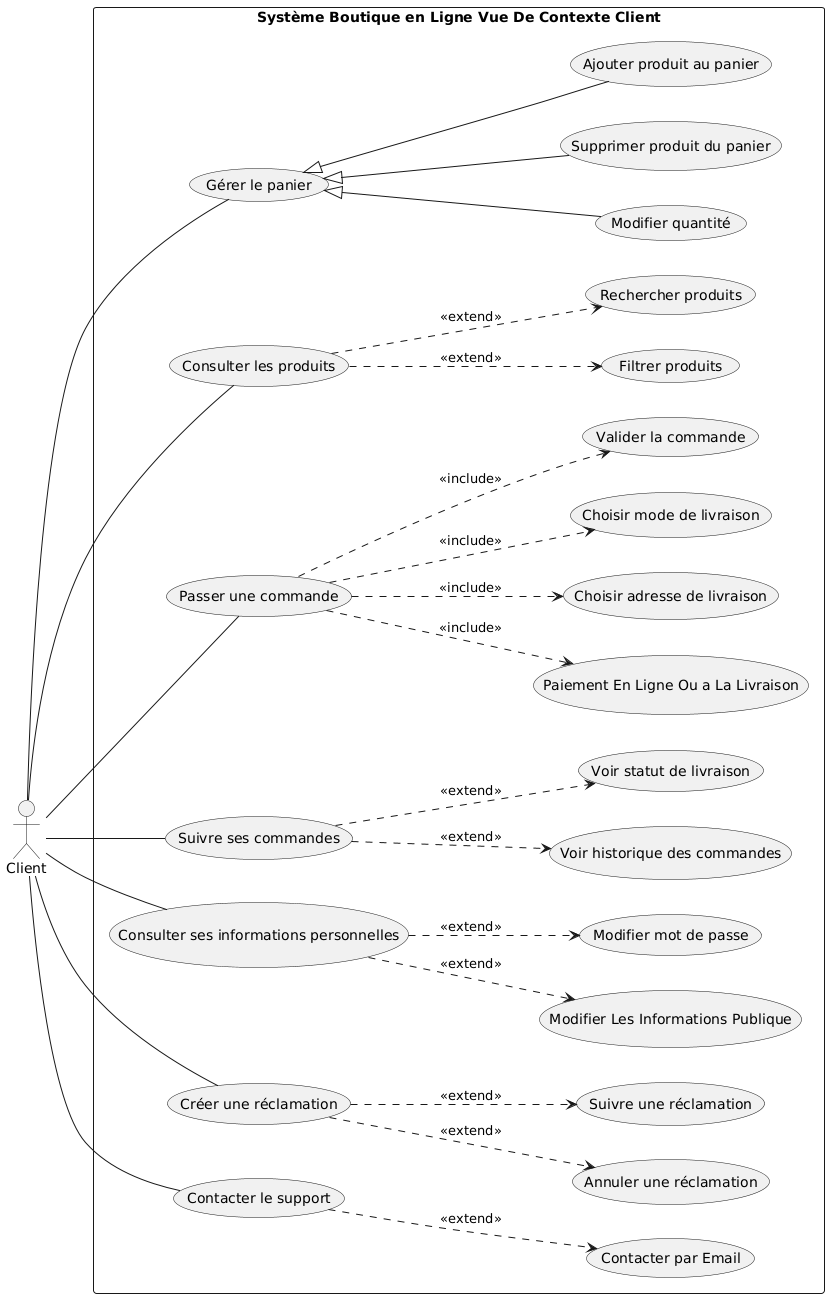 Système Boutique en Ligne Vue De Contexte Client
Ajouter produit au panier
Supprimer produit du panier
Gérer le panier
Modifier quantité
Rechercher produits
«extend»
Consulter les produits
«extend»
Filtrer produits
Valider la commande
«include»
Choisir mode de livraison
«include»
Passer une commande
«include»
Choisir adresse de livraison
«include»
Paiement En Ligne Ou a La Livraison
Voir statut de livraison
«extend»
Suivre ses commandes
«extend»
Voir historique des commandes
Client
Consulter ses informations personnelles
«extend»
Modifier mot de passe
«extend»
Modifier Les Informations Publique
Créer une réclamation
«extend»
Suivre une réclamation
«extend»
Annuler une réclamation
Contacter le support
«extend»
Contacter par Email